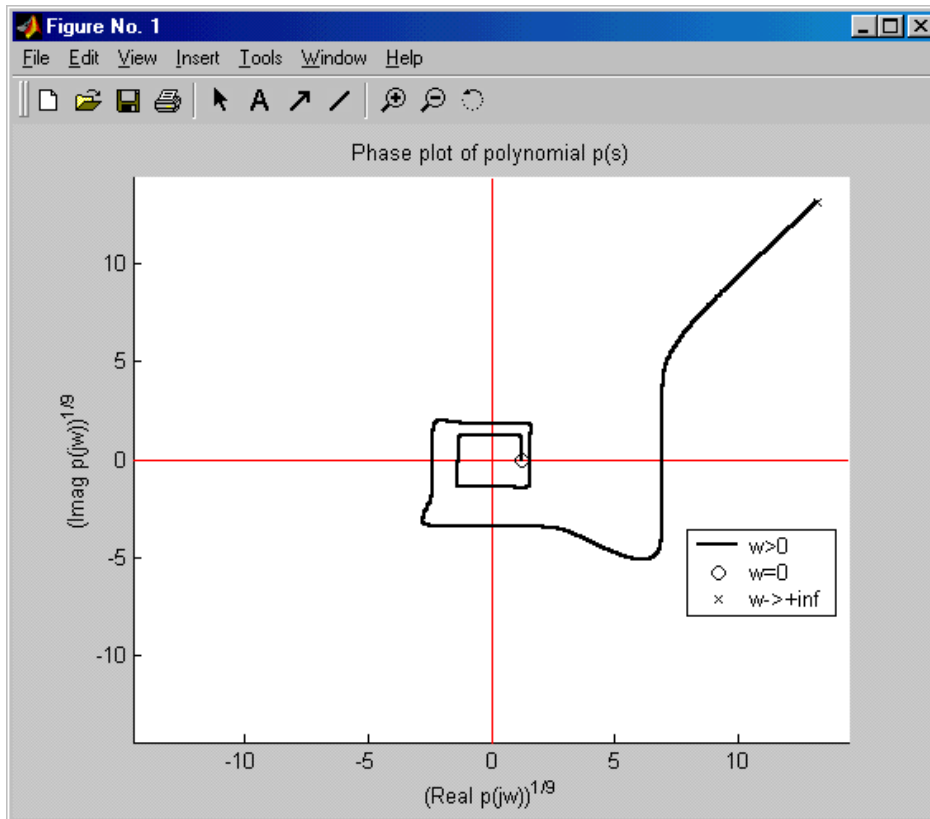 Figure No. 1
File Edit View Insert Tools Window Help
A
Phase plot of polynomial p(s)
10
5
0
-5
-10
(Imag p(jw))^1/9
w>0
w=0
w->+inf
-10 -5 0 5 10
(Real p(jw))^1/9